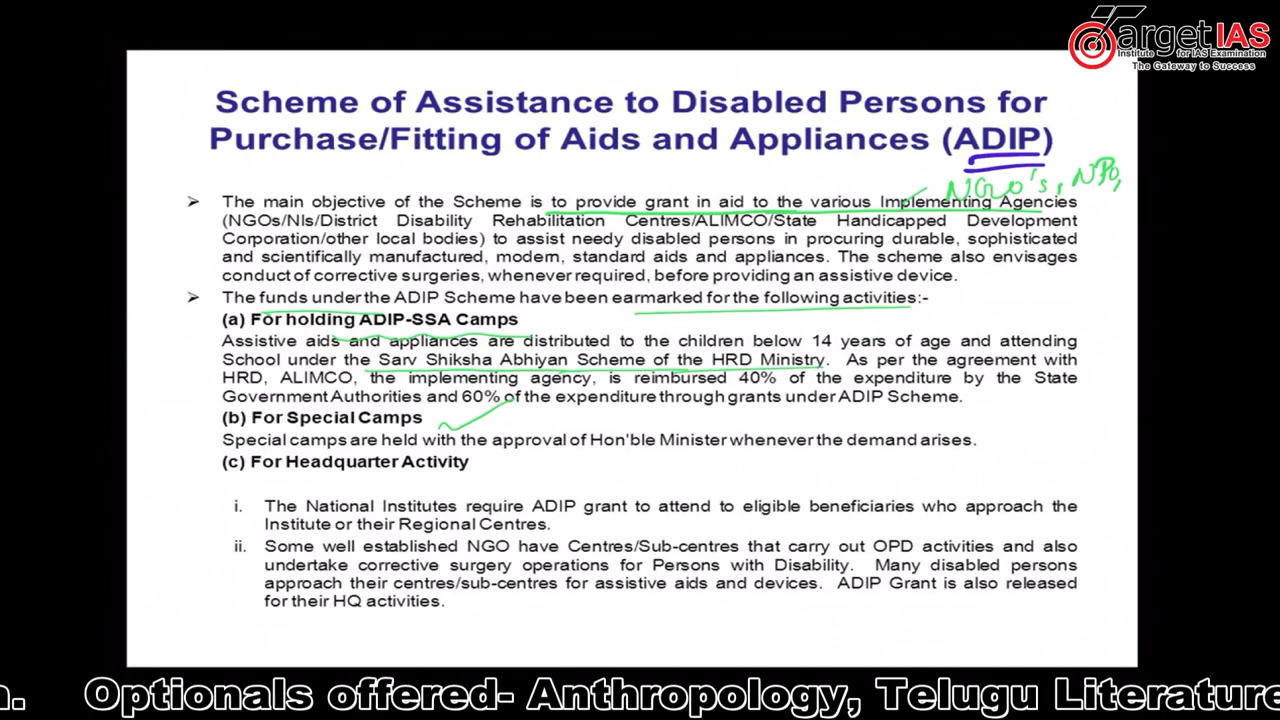 Target IAS
Institute for IAS Examination
The Gateway to Success
Scheme of Assistance to Disabled Persons for
Purchase/Fitting of Aids and Appliances (ADIP)
NGO's, NPO,
➢ The main objective of the Scheme is to provide grant in aid to the various Implementing Agencies
(NGOs/NIs/District Disability Rehabilitation Centres/ALIMCO/State Handicapped Development
Corporation/other local bodies) to assist needy disabled persons in procuring durable, sophisticated
and scientifically manufactured, modern, standard aids and appliances. The scheme also envisages
conduct of corrective surgeries, whenever required, before providing an assistive device.
➢ The funds under the ADIP Scheme have been earmarked for the following activities:-
(a) For holding ADIP-SSA Camps
Assistive aids and appliances are distributed to the children below 14 years of age and attending
School under the Sarv Shiksha Abhiyan Scheme of the HRD Ministry. As per the agreement with
HRD, ALIMCO, the implementing agency, is reimbursed 40% of the expenditure by the State
Government Authorities and 60% of the expenditure through grants under ADIP Scheme.
(b) For Special Camps
Special camps are held with the approval of Hon'ble Minister whenever the demand arises.
(c) For Headquarter Activity
i. The National Institutes require ADIP grant to attend to eligible beneficiaries who approach the
Institute or their Regional Centres.
ii. Some well established NGO have Centres/Sub-centres that carry out OPD activities and also
undertake corrective surgery operations for Persons with Disability. Many disabled persons
approach their centres/sub-centres for assistive aids and devices. ADIP Grant is also released
for their HQ activities.
Optionals offered- Anthropology, Telugu Literature